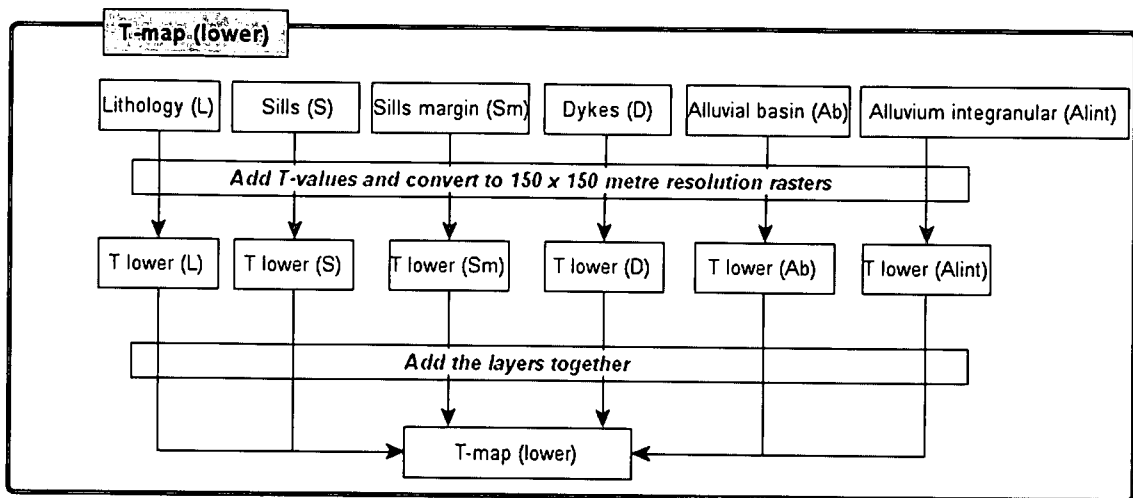 T-map (lower)
Lithology (L) Sills (S) Sills margin (Sm) Dykes (D) Alluvial basin (Ab) Alluvium integranular (Alint)
Add T-values and convert to 150 x 150 metre resolution rasters
T lower (L) T lower (S) T lower (Sm) T lower (D) T lower (Ab) T lower (Alint)
Add the layers together
T-map (lower)